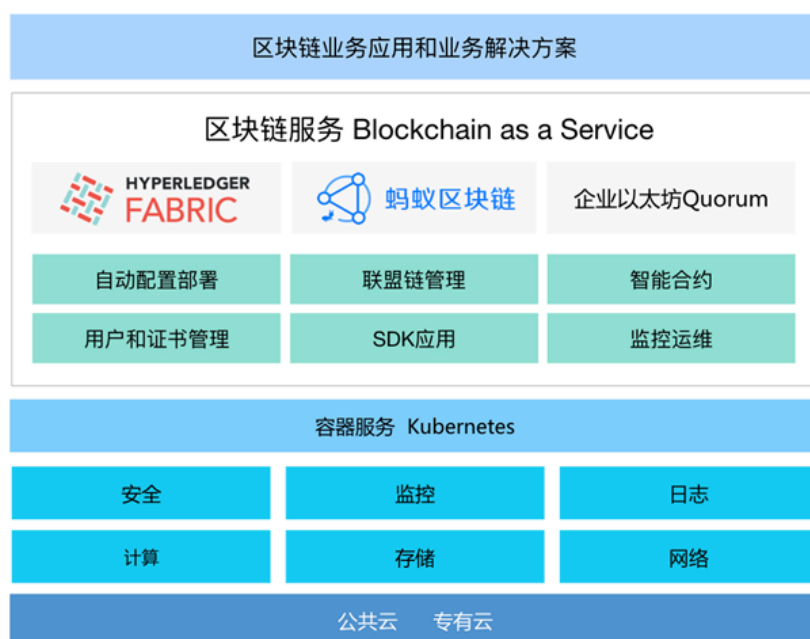 区块链业务应用和业务解决方案
区块链服务 Blockchain as a Service
HYPERLEDGER
FABRIC
蚂蚁区块链
企业以太坊Quorum
自动配置部署
联盟链管理
智能合约
用户和证书管理
SDK应用
监控运维
容器服务 Kubernetes
安全
监控
日志
计算
存储
网络
公共云 专有云